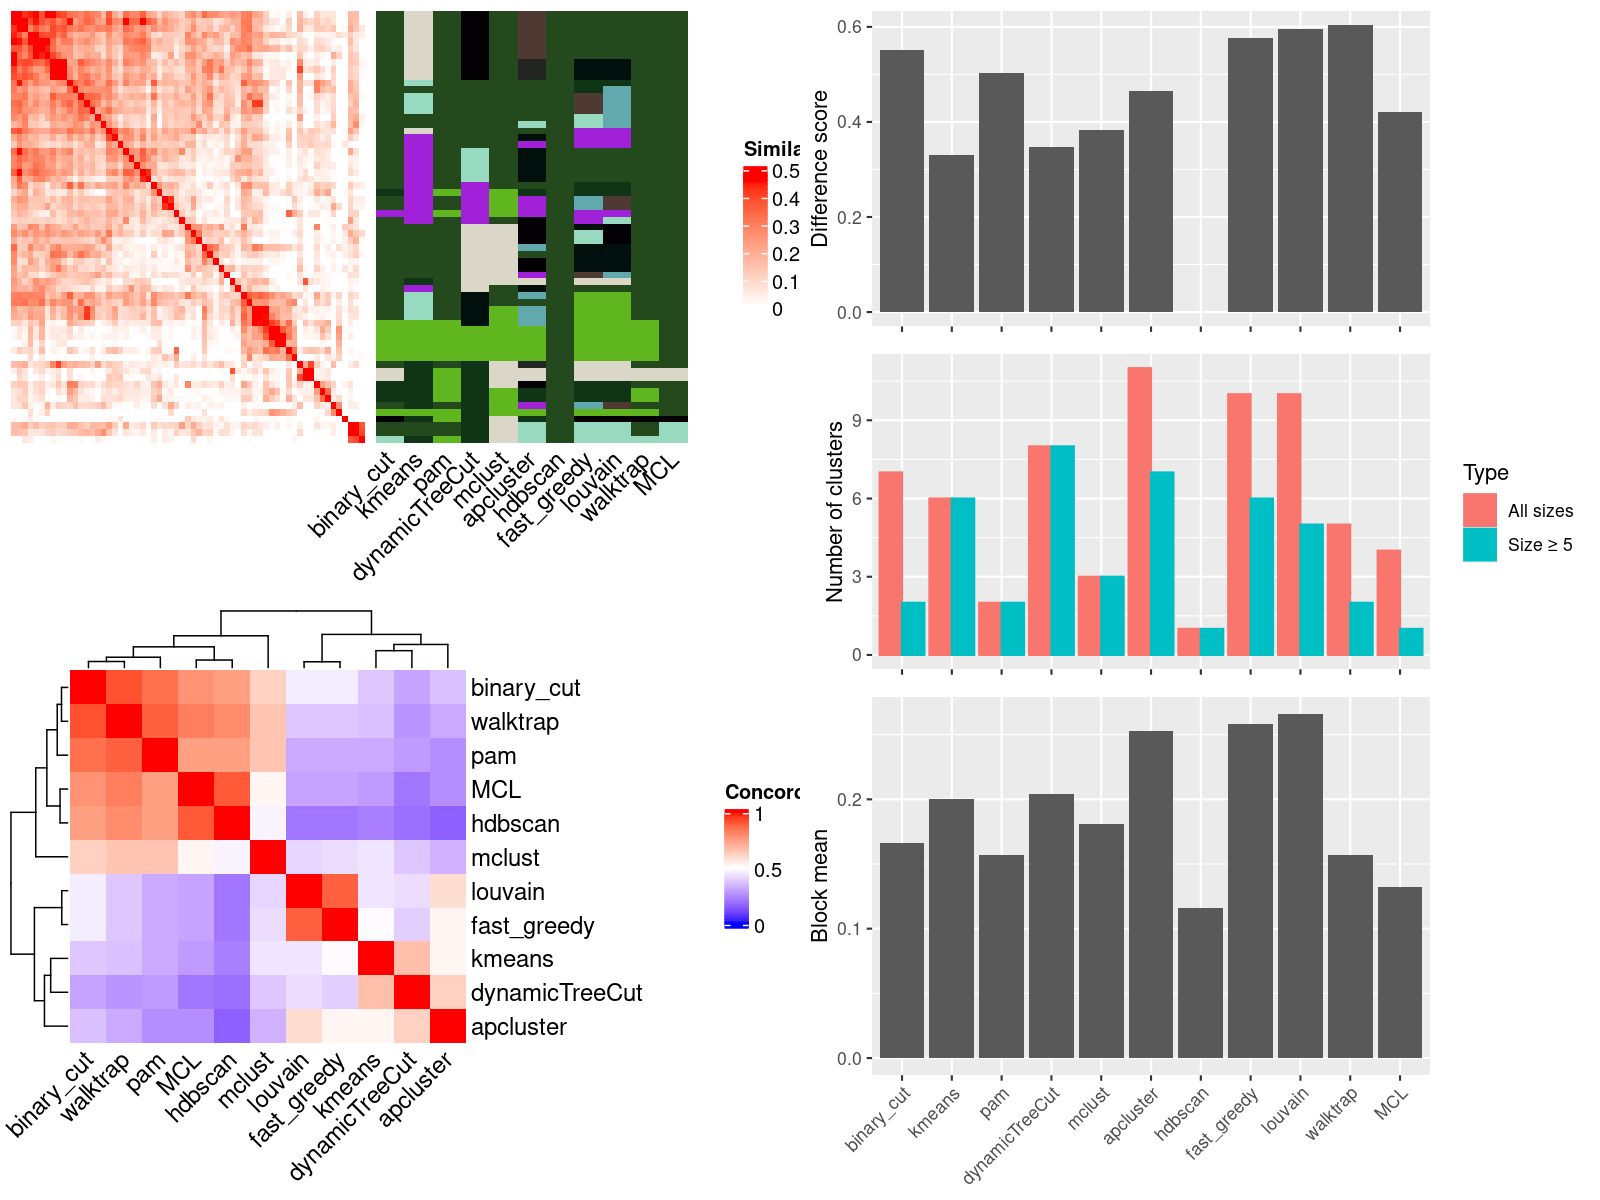 Simila
0.5
0.4
0.3
0.2
0.1
0
binary_cut
kmeans
pam
dynamicTreeCut
mclust
apcluster
hdbscan
fast_greedy
louvain
walktrap
MCL
Difference score
0.6
0.4
0.2
0.0
Number of clusters
9
6
3
0
Type
All sizes
Size ≥ 5
binary_cut
walktrap
pam
MCL
hdbscan
mclust
louvain
fast_greedy
kmeans
dynamicTreeCut
apcluster
binary_cut
walktrap
pam
MCL
hdbscan
mclust
louvain
fast_greedy
kmeans
dynamicTreeCut
apcluster
Concord
1
0.5
0
Block mean
0.2
0.1
0.0
binary_cut
kmeans
pam
dynamicTreeCut
mclust
apcluster
hdbscan
fast_greedy
louvain
walktrap
MCL